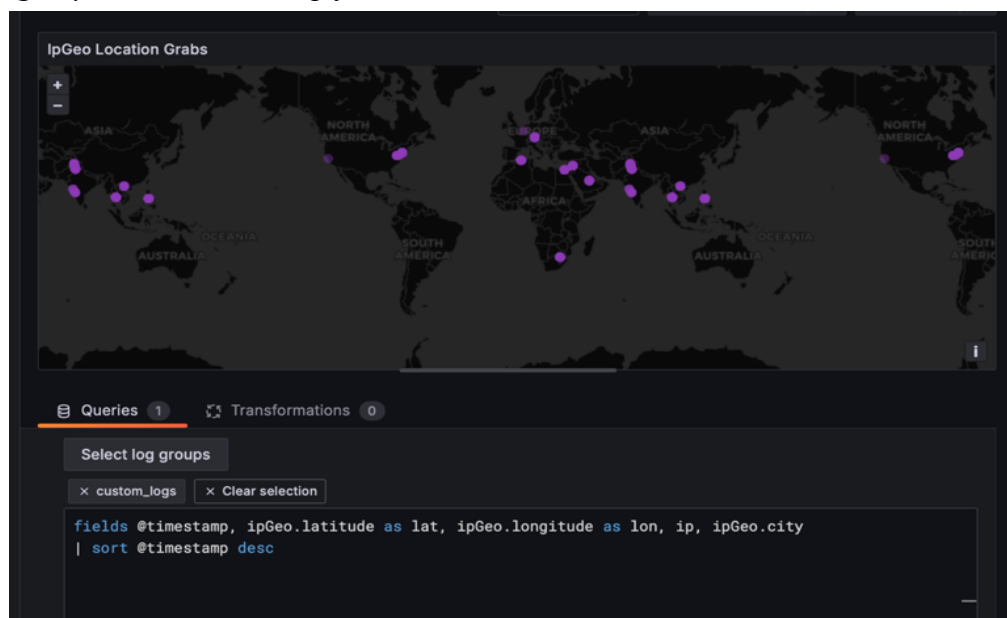 IpGeo Location Grabs
+
−
ASIA
NORTH
AMERICA
EUROPE
ASIA
NORTH
AMERICA
AFRICA
OCEANIA
SOUTH
AMERICA
AUSTRALIA
OCEANIA
AUSTRALIA
SOUTH
AMERIC
i
Queries 1 Transformations 0
Select log groups
× custom_logs × Clear selection
fields @timestamp, ipGeo.latitude as lat, ipGeo.longitude as lon, ip, ipGeo.city
| sort @timestamp desc